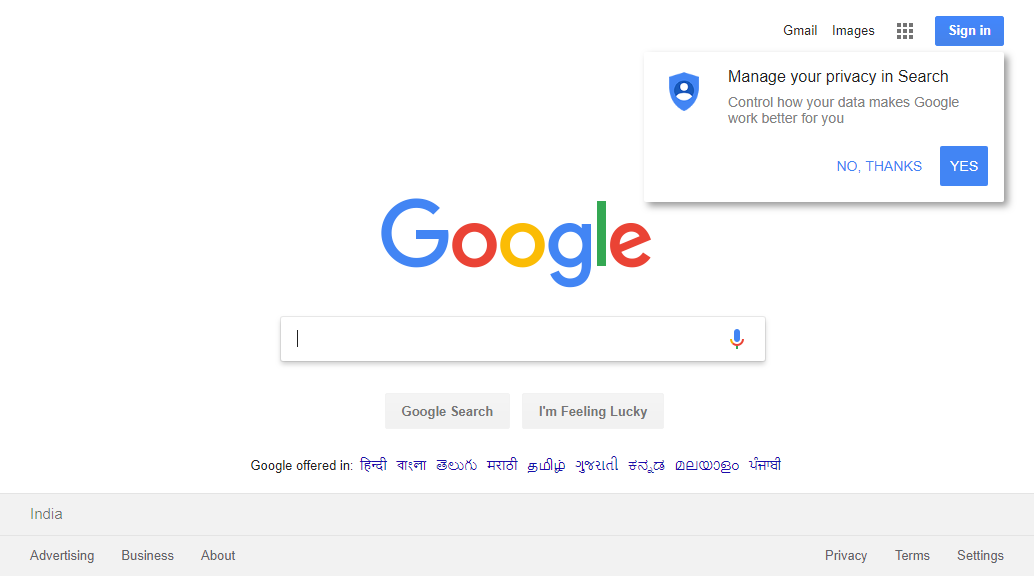 Gmail Images Sign in
Manage your privacy in Search
Control how your data makes Google
work better for you
NO, THANKS YES
Google
Google Search I'm Feeling Lucky
Google offered in: हिन्दी বাংলা తెలుగు मराठी தமிழ் ગુજરાતી ಕನ್ನಡ മലയാളം ਪੰਜਾਬੀ
India
Advertising Business About Privacy Terms Settings